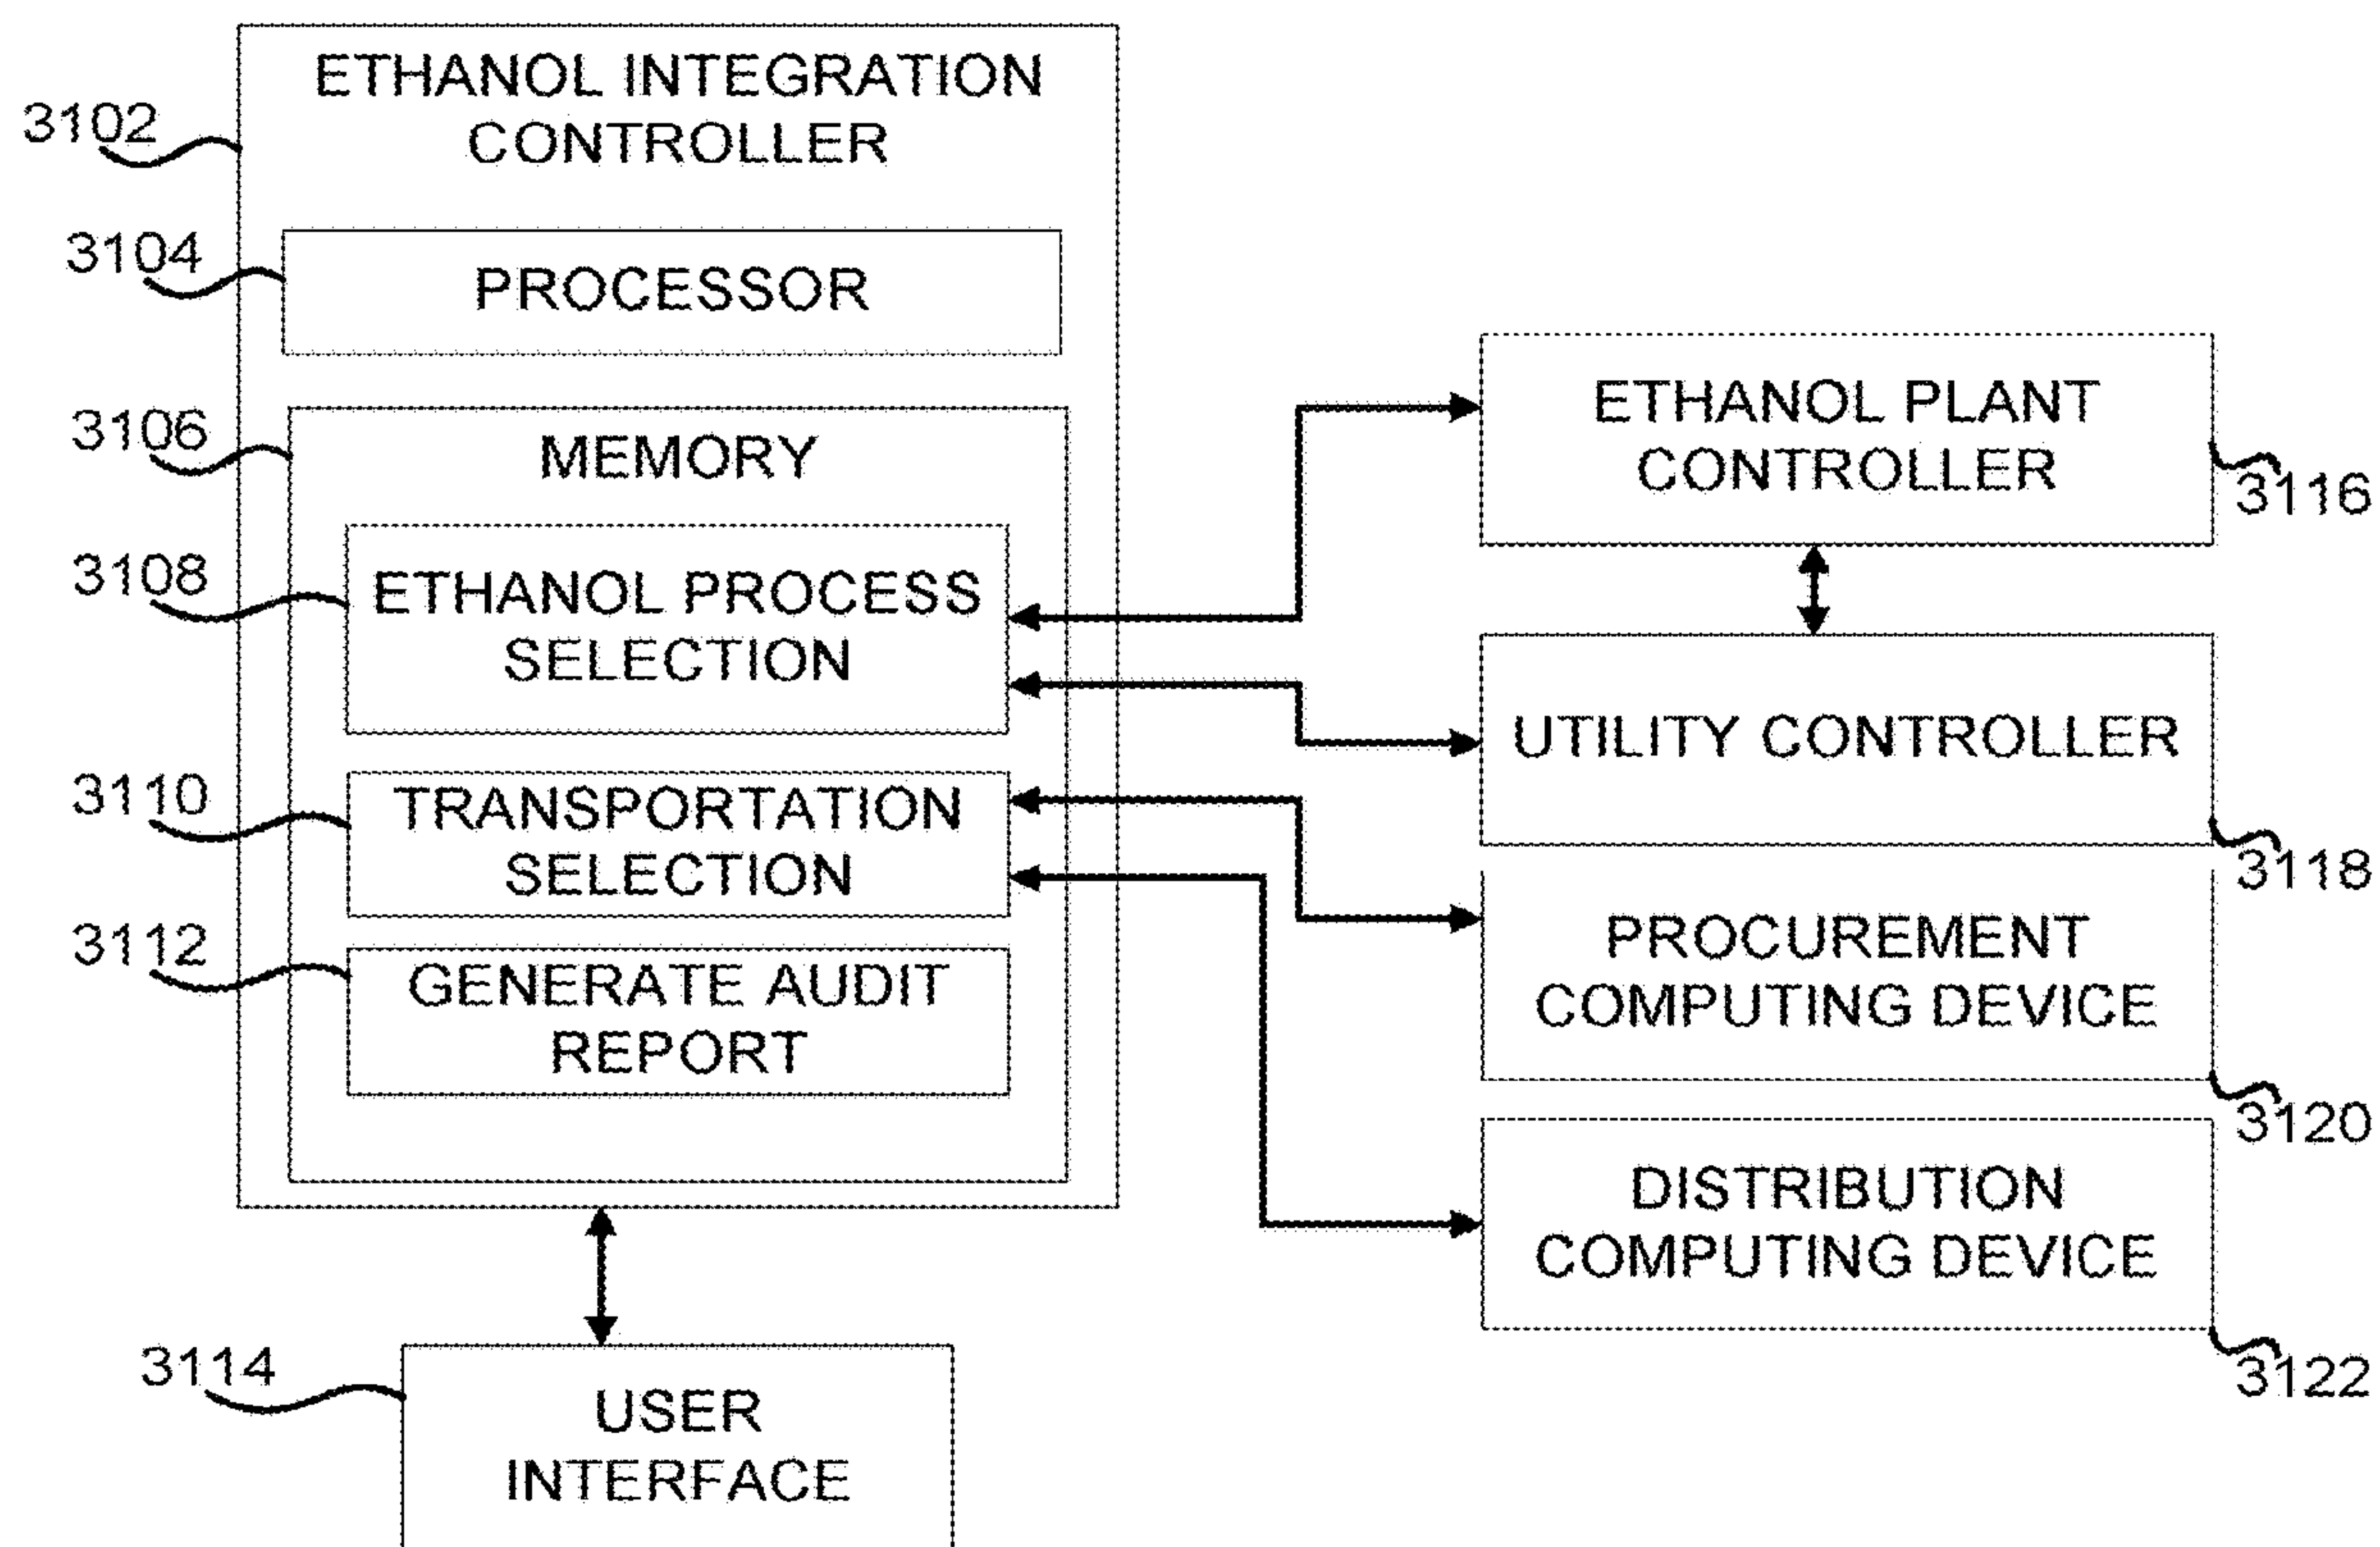 ETHANOL INTEGRATION
CONTROLLER
3102
3104
PROCESSOR
3106
MEMORY
3108
ETHANOL PROCESS
SELECTION
3110
TRANSPORTATION
SELECTION
3112
GENERATE AUDIT
REPORT
3114
USER
INTERFACE
ETHANOL PLANT
CONTROLLER
3116
UTILITY CONTROLLER
3118
PROCUREMENT
COMPUTING DEVICE
3120
DISTRIBUTION
COMPUTING DEVICE
3122